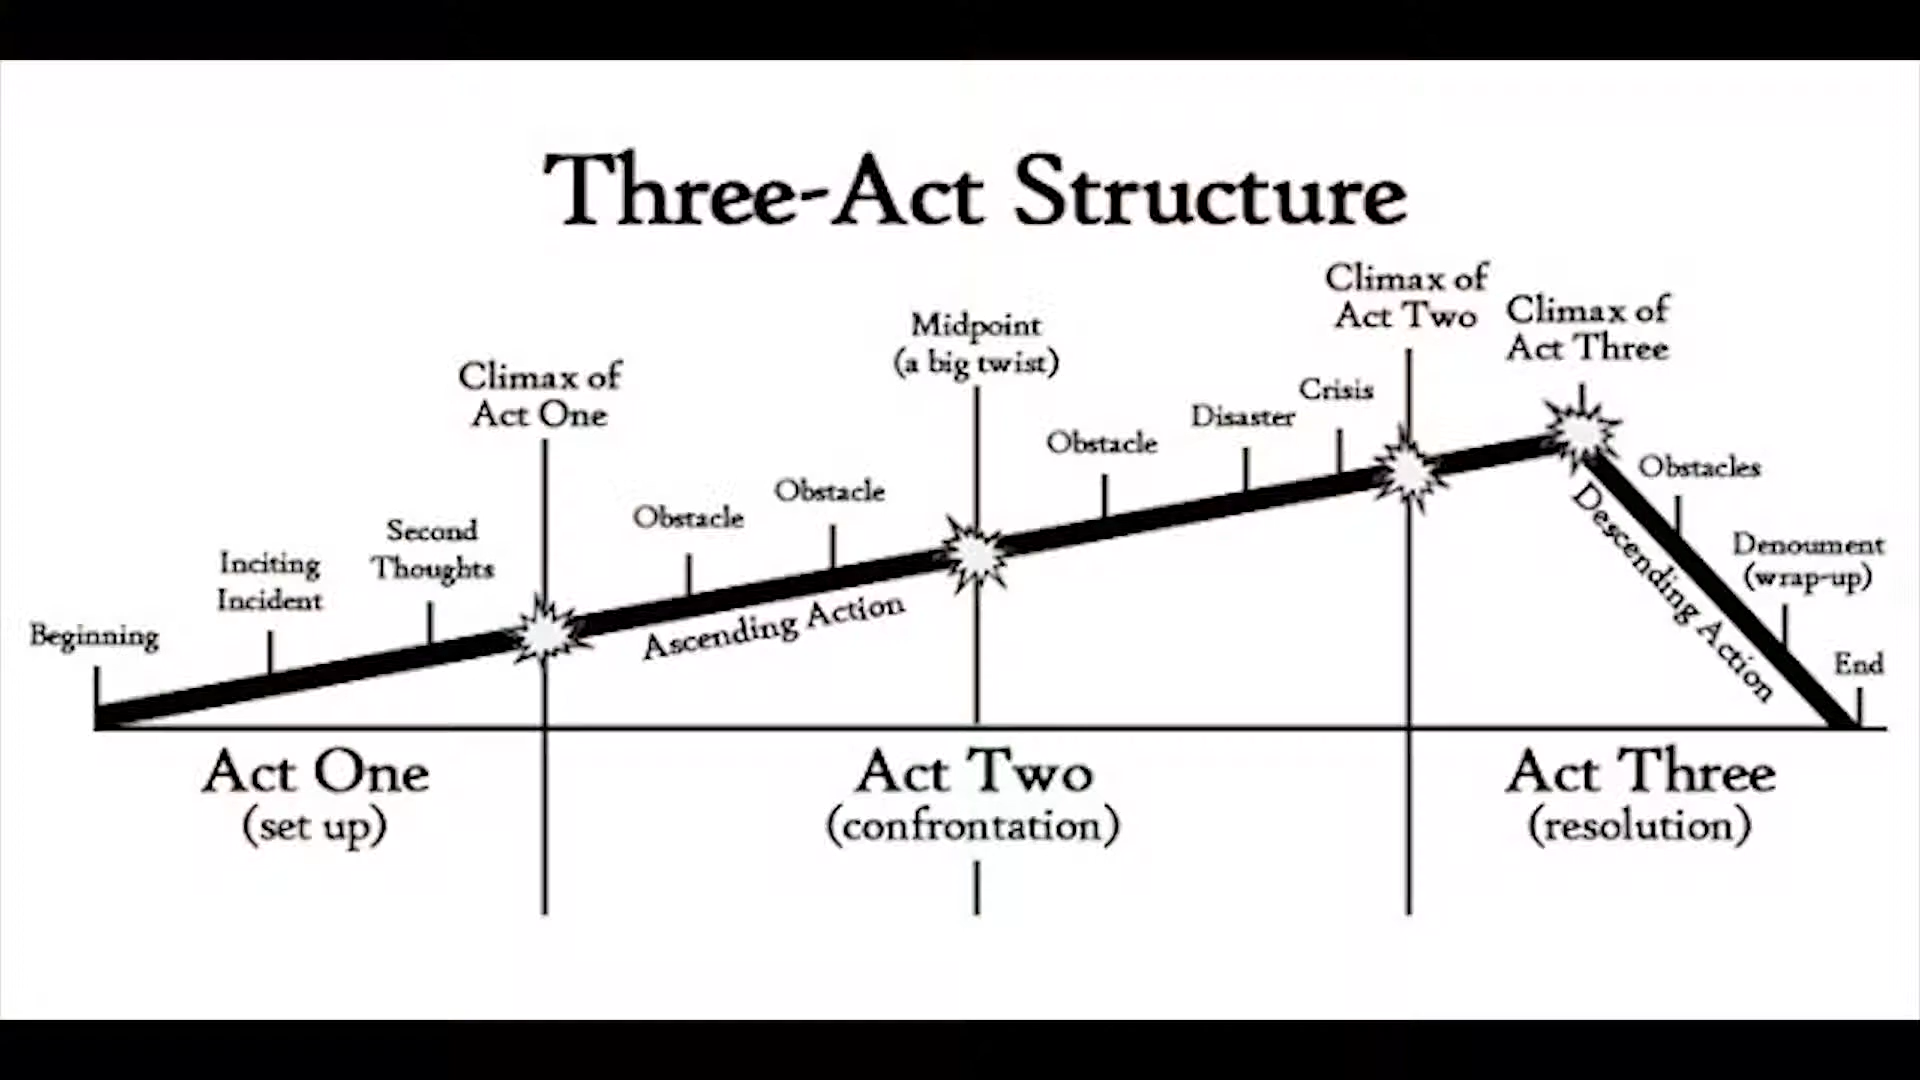 Three-Act Structure
Beginning
Inciting
Incident
Second
Thoughts
Climax of
Act One
Obstacle
Obstacle
Ascending Action
Midpoint
(a big twist)
Obstacle
Disaster
Crisis
Climax of
Act Two
Climax of
Act Three
Obstacles
Descending Action
Denoument
(wrap-up)
End
Act One
(set up)
Act Two
(confrontation)
Act Three
(resolution)